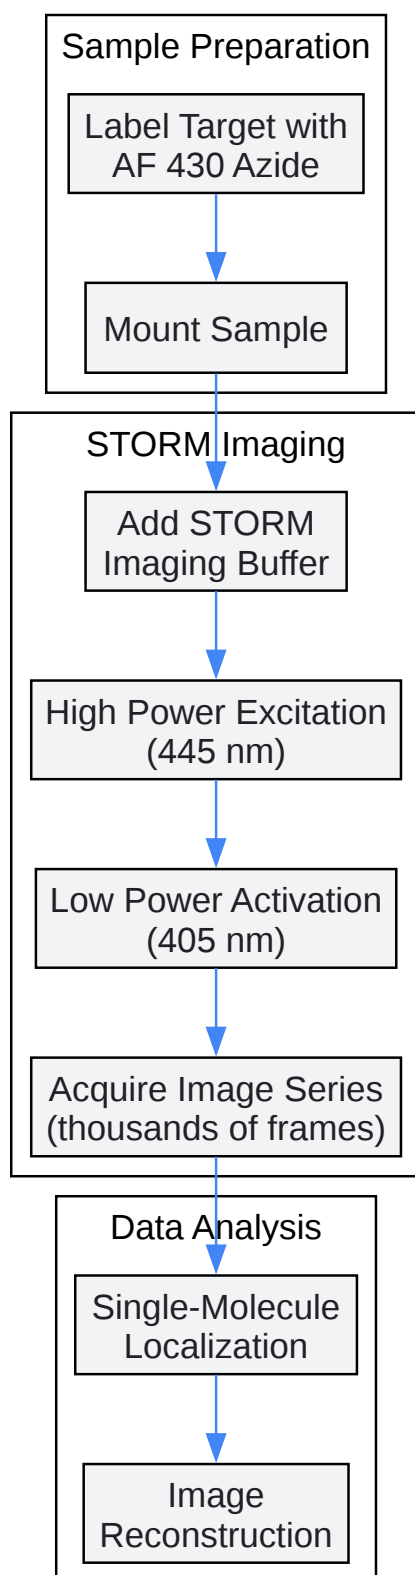 Sample Preparation
Label Target with
AF 430 Azide
Mount Sample
STORM Imaging
Add STORM
Imaging Buffer
High Power Excitation
(445 nm)
Low Power Activation
(405 nm)
Acquire Image Series
(thousands of frames)
Data Analysis
Single-Molecule
Localization
Image
Reconstruction